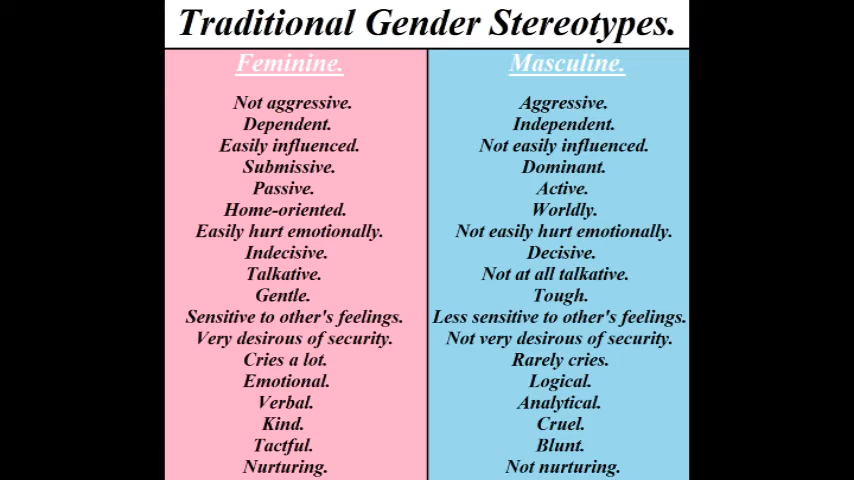 Traditional Gender Stereotypes.
Feminine.
Not aggressive.
Dependent.
Easily influenced.
Submissive.
Passive.
Home-oriented.
Easily hurt emotionally.
Indecisive.
Talkative.
Gentle.
Sensitive to other's feelings.
Very desirous of security.
Cries a lot.
Emotional.
Verbal.
Kind.
Tactful.
Nurturing.
Masculine.
Aggressive.
Independent.
Not easily influenced.
Dominant.
Active.
Worldly.
Not easily hurt emotionally.
Decisive.
Not at all talkative.
Tough.
Less sensitive to other's feelings.
Not very desirous of security.
Rarely cries.
Logical.
Analytical.
Cruel.
Blunt.
Not nurturing.